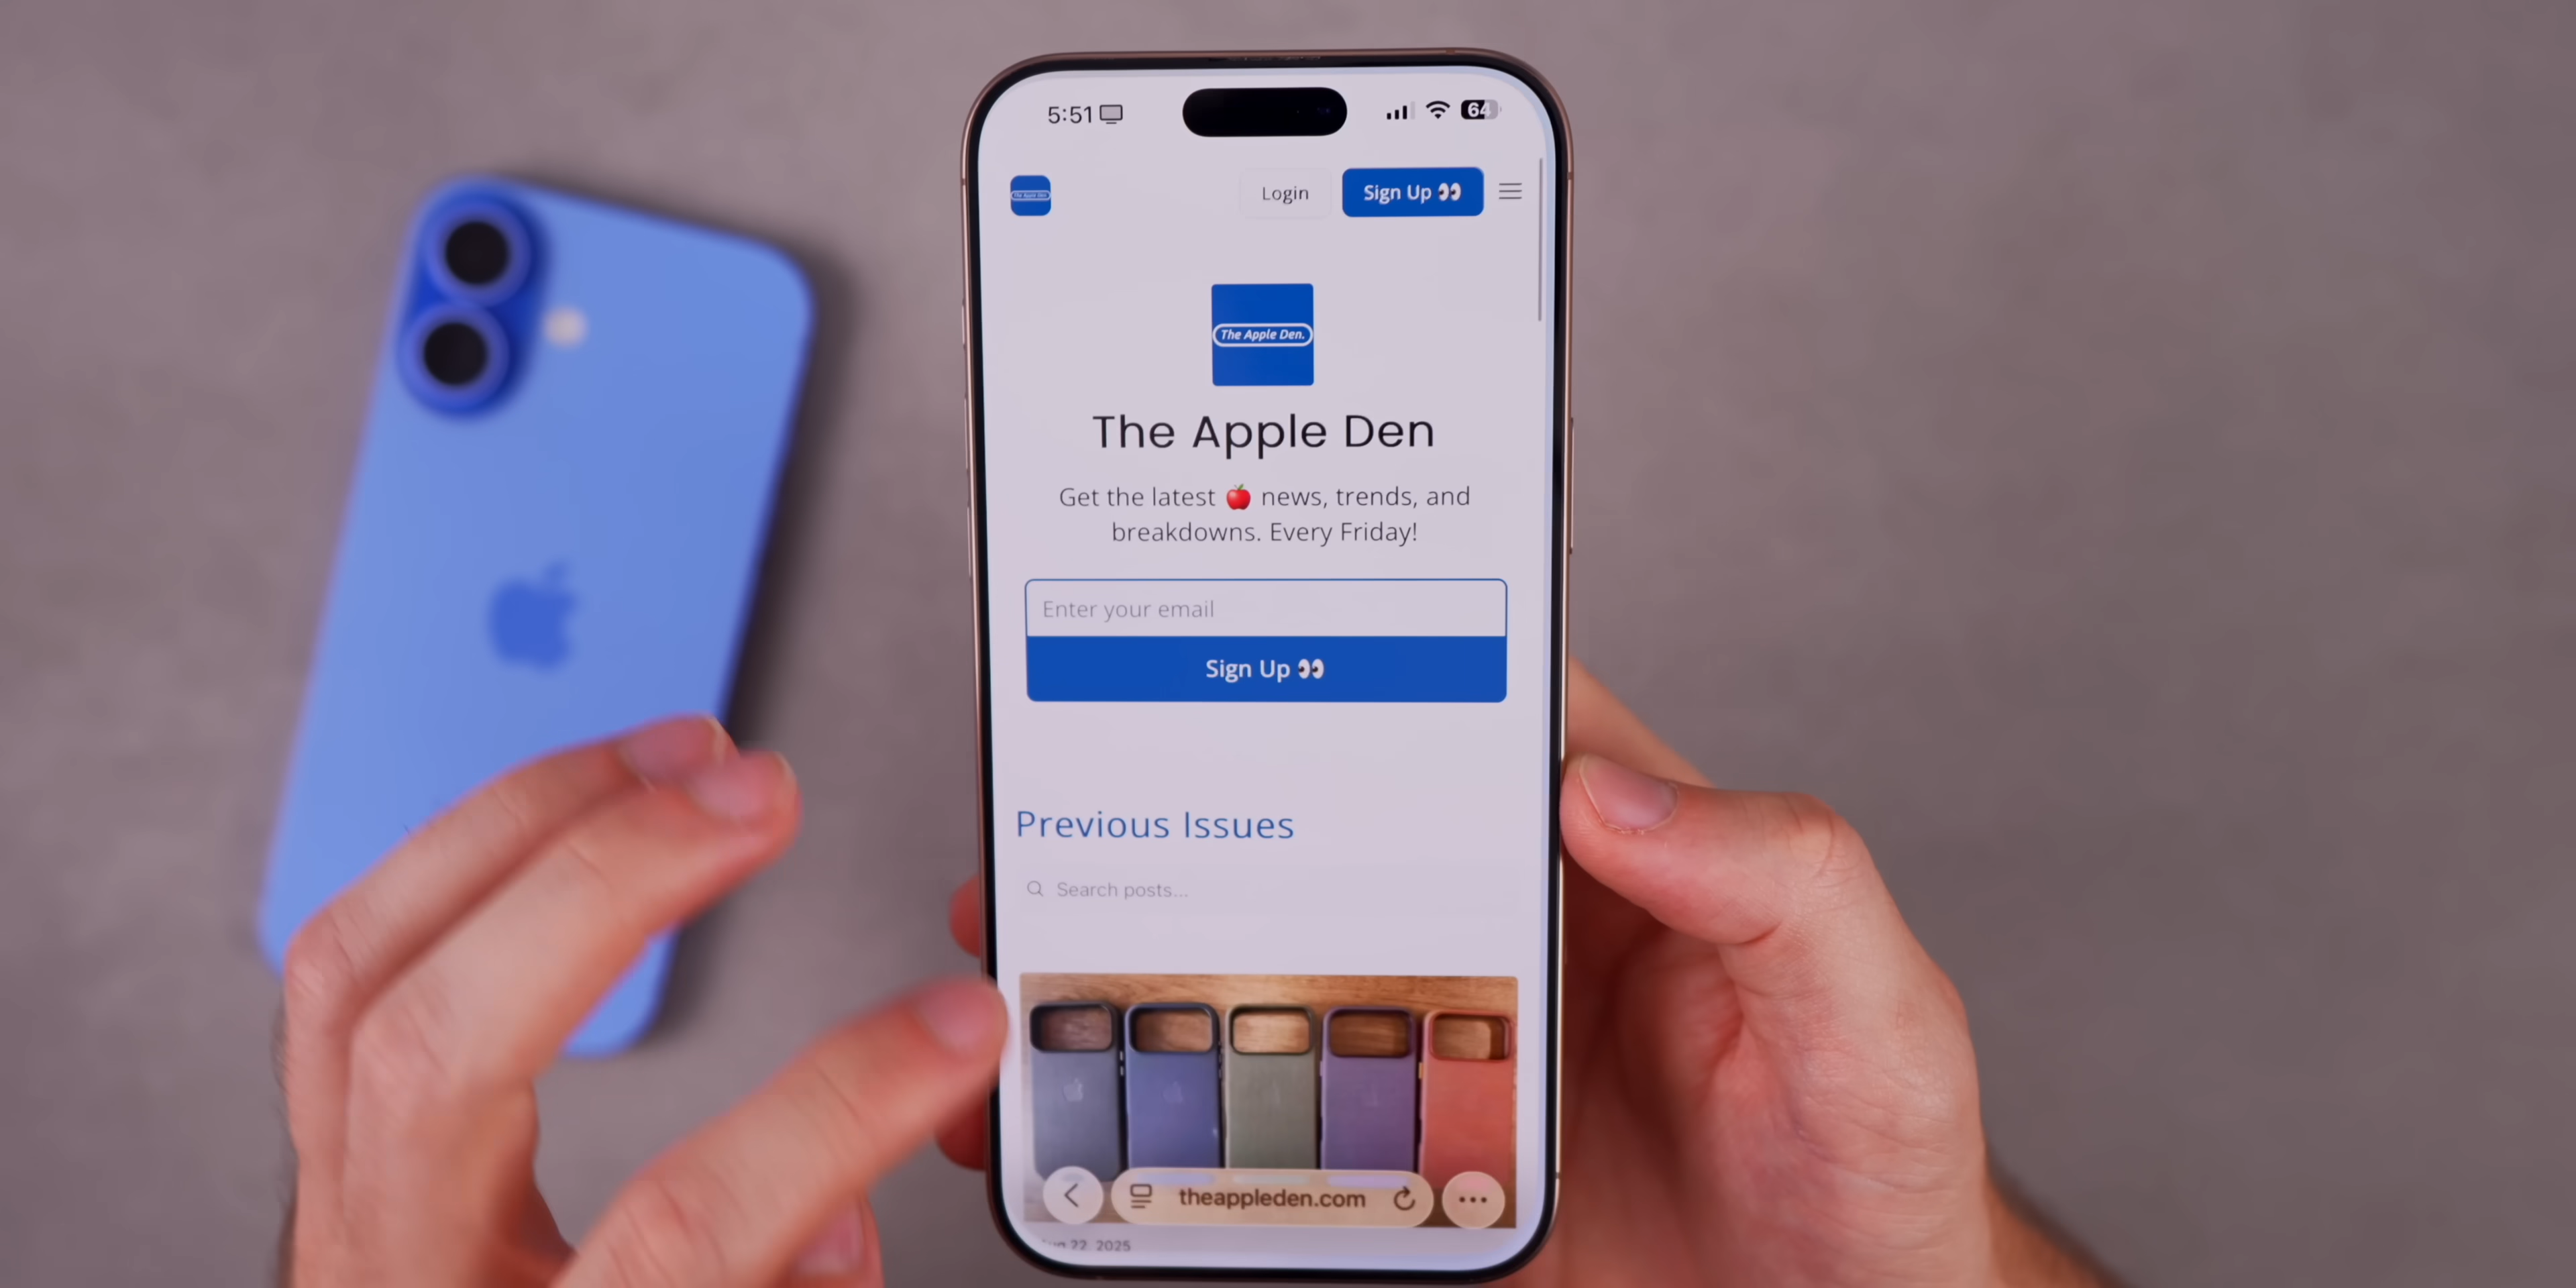 5:51
64
Login
Sign Up 👀
The Apple Den.
The Apple Den
Get the latest 🍎 news, trends, and
breakdowns. Every Friday!
Enter your email
Sign Up 👀
Previous Issues
Search posts...
theappleden.com
22, 2025